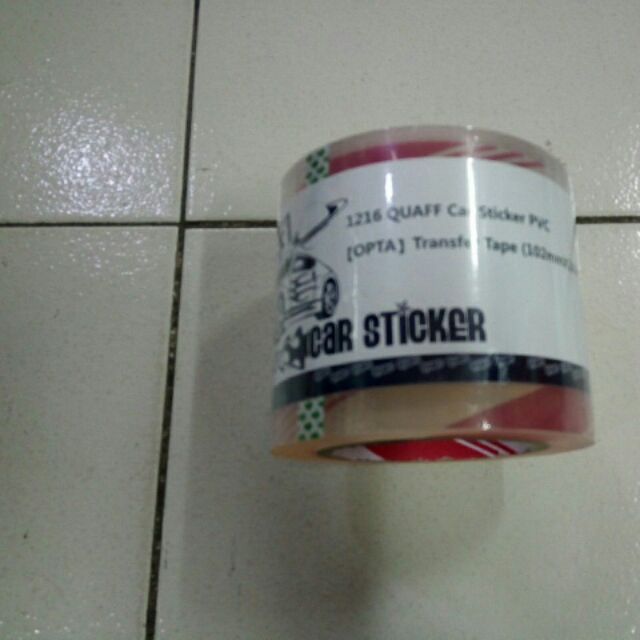 1216 QUAFF Car Sticker PVC
[OPTA] Transfer Tape (102mm
CAR STICKER